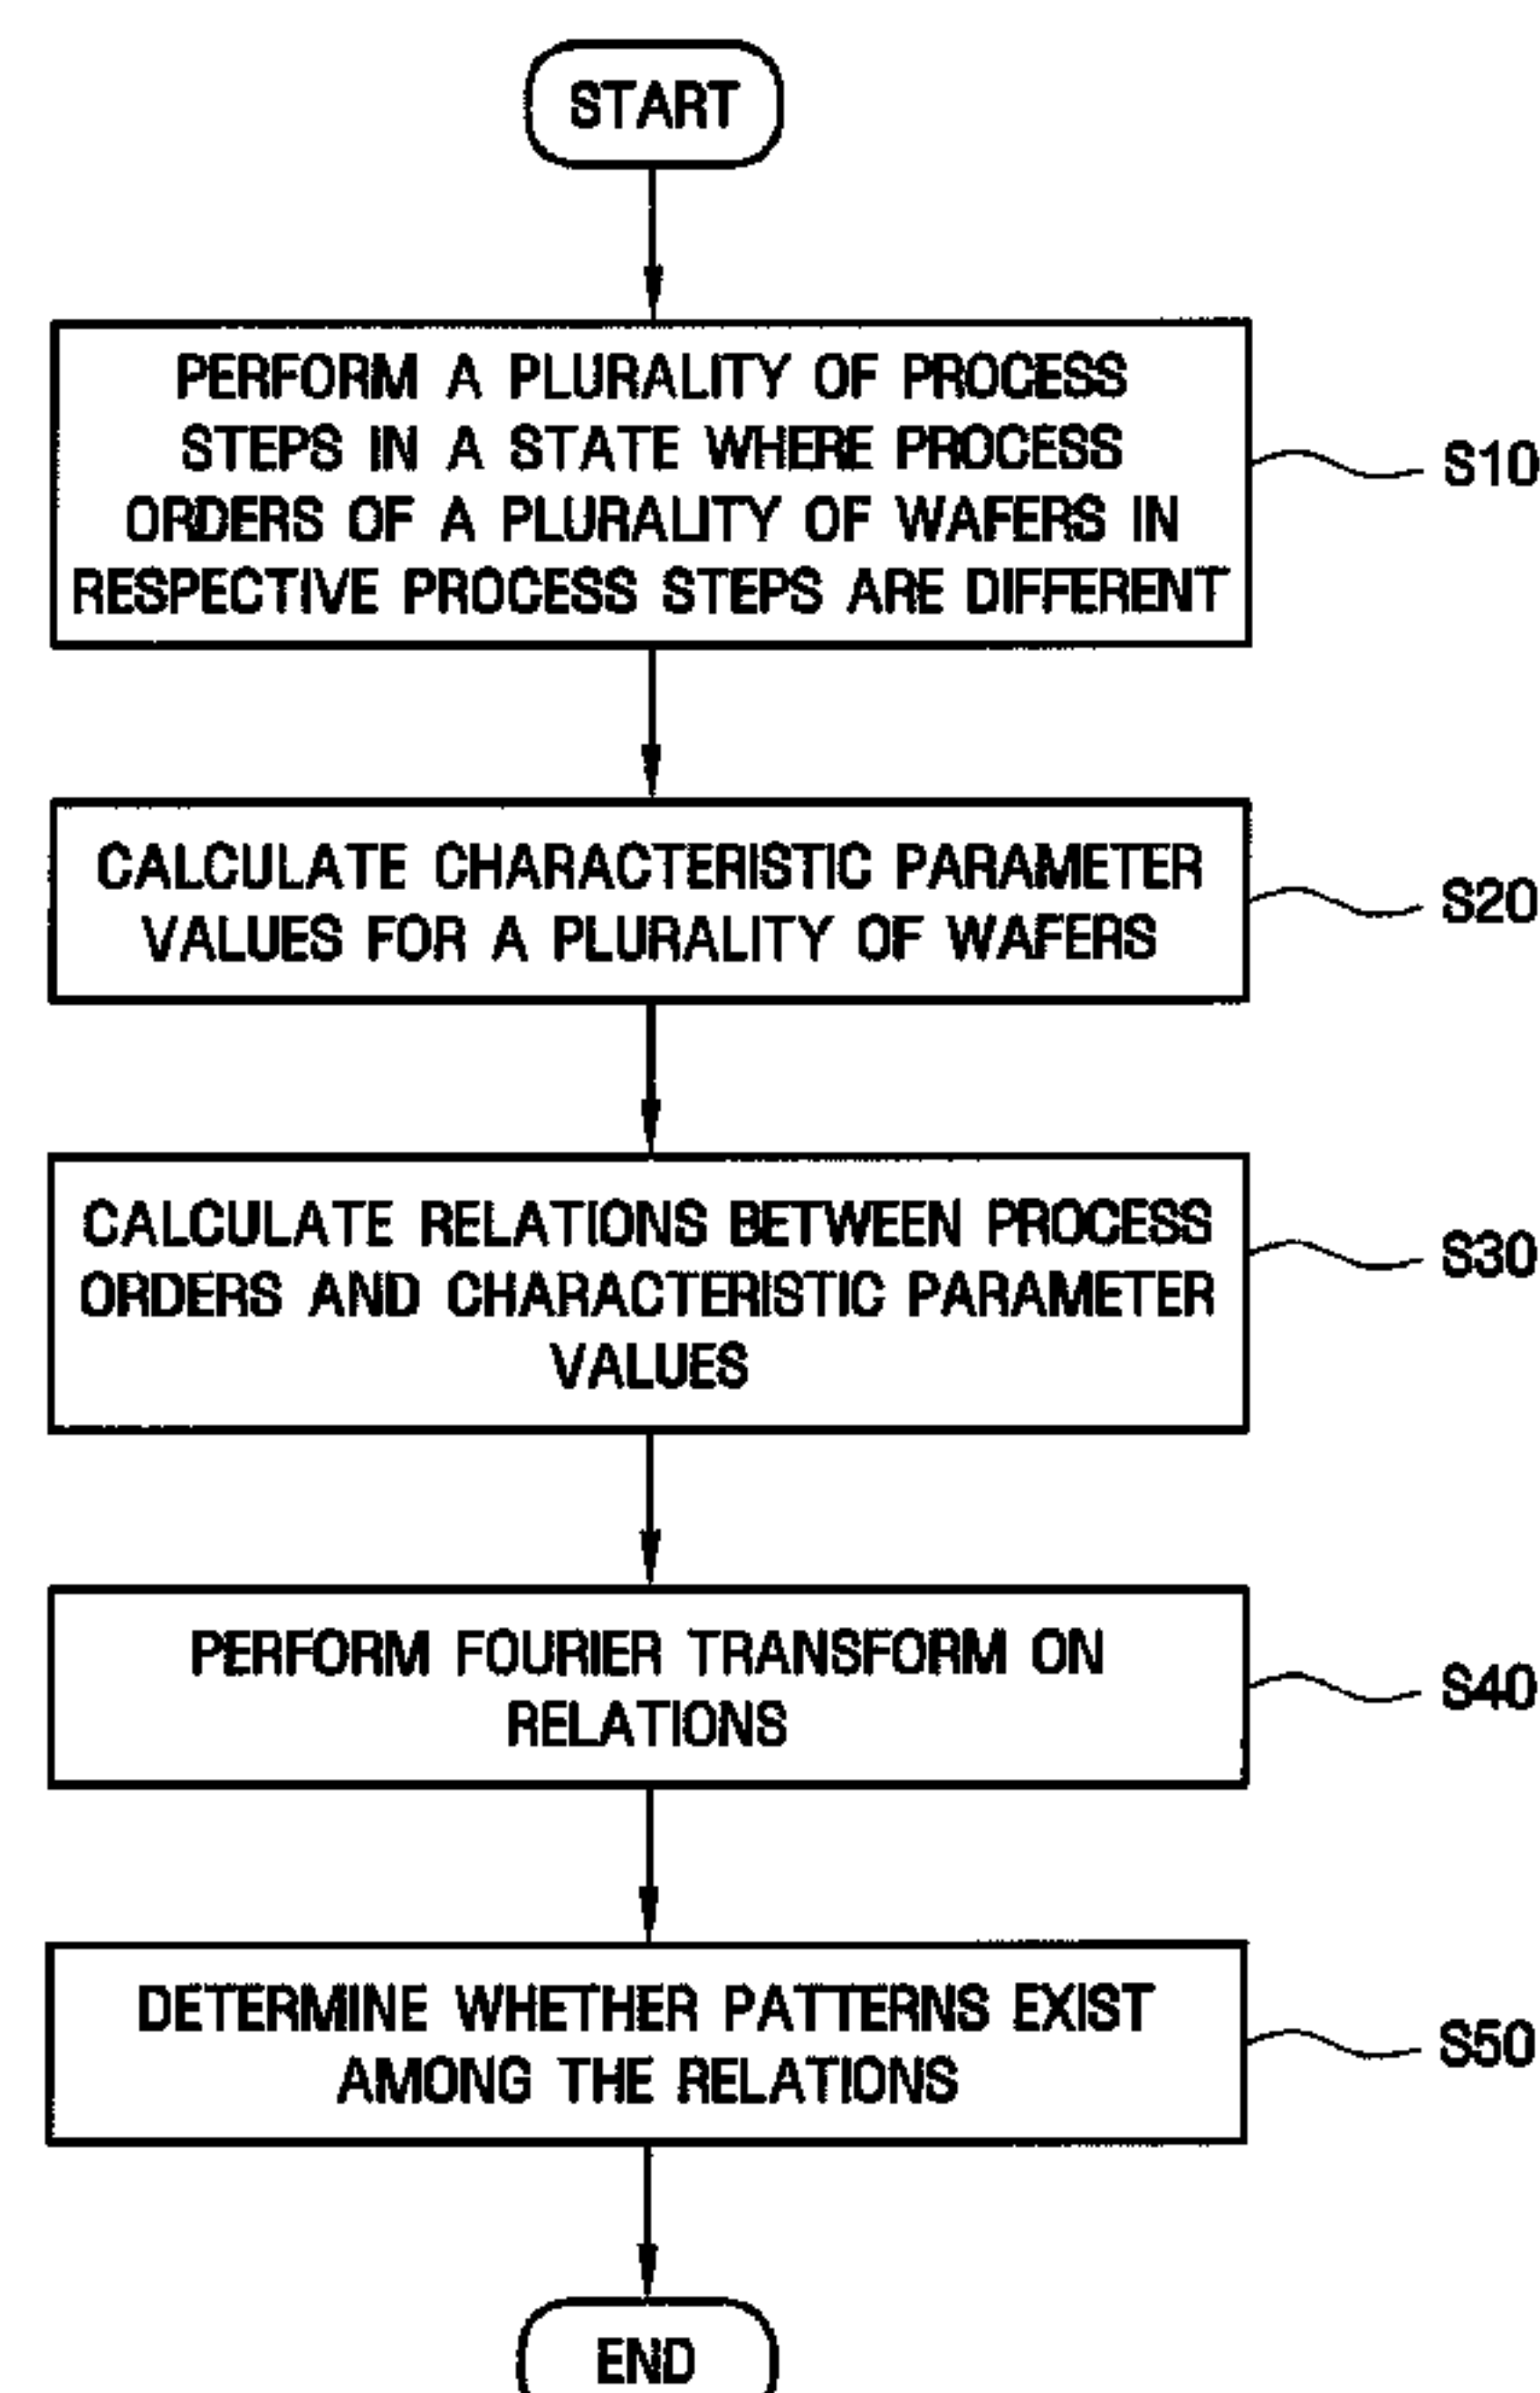 START
PERFORM A PLURALITY OF PROCESS
STEPS IN A STATE WHERE PROCESS
ORDERS OF A PLURALITY OF WAFERS IN
RESPECTIVE PROCESS STEPS ARE DIFFERENT
S10
CALCULATE CHARACTERISTIC PARAMETER
VALUES FOR A PLURALITY OF WAFERS
S20
CALCULATE RELATIONS BETWEEN PROCESS
ORDERS AND CHARACTERISTIC PARAMETER
VALUES
S30
PERFORM FOURIER TRANSFORM ON
RELATIONS
S40
DETERMINE WHETHER PATTERNS EXIST
AMONG THE RELATIONS
S50
END